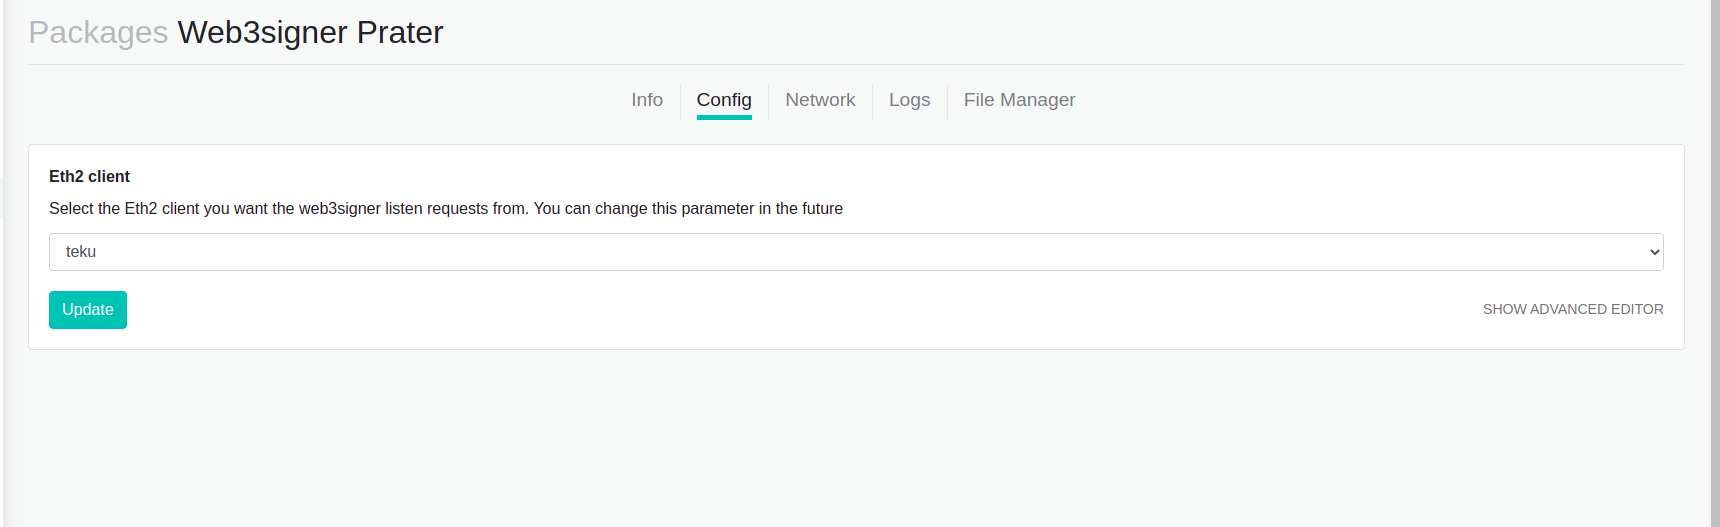 Packages Web3signer Prater
Info Config Network Logs File Manager
Eth2 client
Select the Eth2 client you want the web3signer listen requests from. You can change this parameter in the future
teku
Update SHOW ADVANCED EDITOR